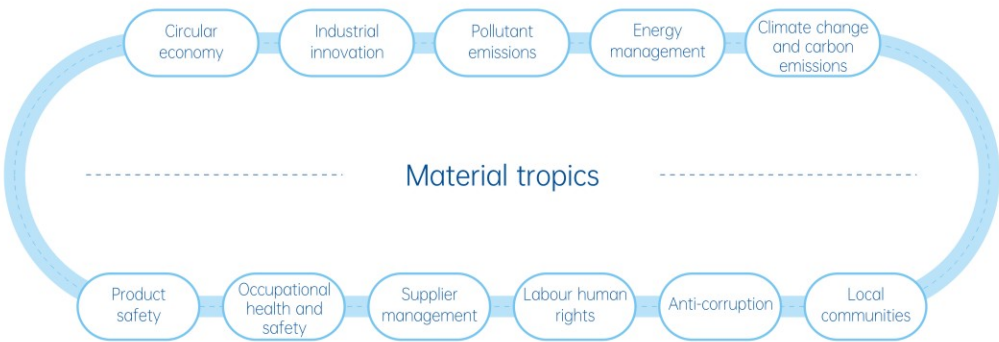 Circular
economy
Industrial
innovation
Pollutant
emissions
Energy
management
Climate change
and carbon
emissions
Material tropics
Product
safety
Occupational
health and
safety
Supplier
management
Labour human
rights
Anti-corruption
Local
communities